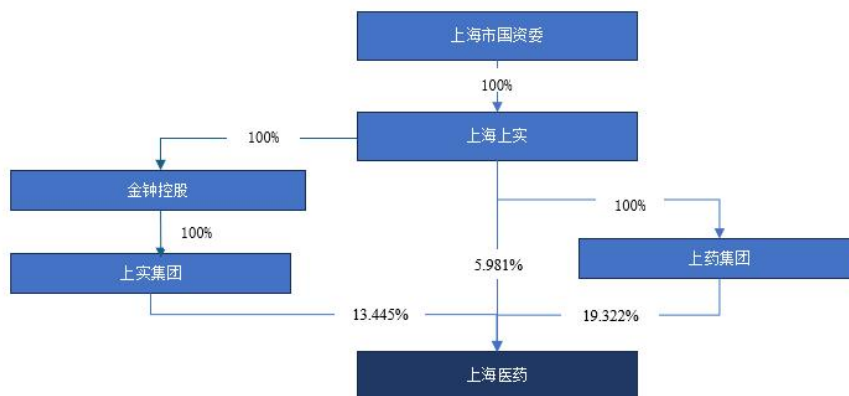 上海市国资委
100%
上海上实
100%
金钟控股
100%
100%
上实集团
5.981%
上药集团
13.445%
19.322%
上海医药